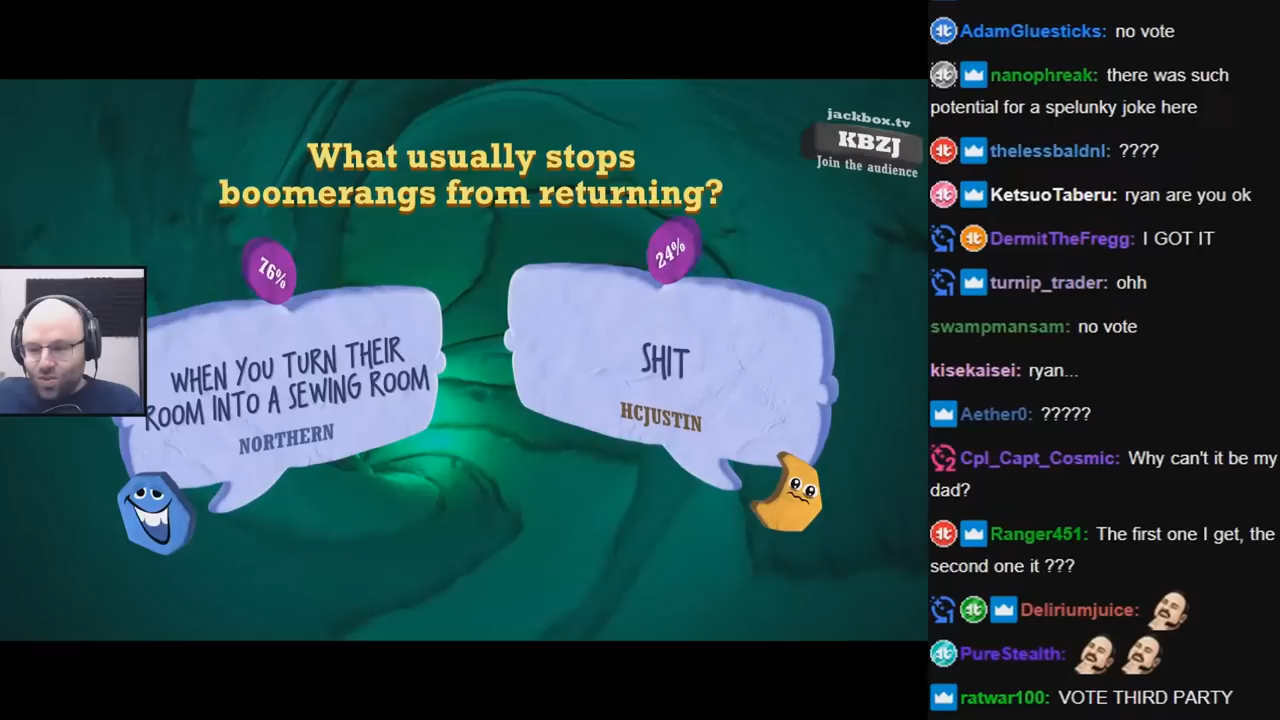 What usually stops
boomerangs from returning?
jackbox.tv
KBZJ
Join the audience
76%
24%
WHEN YOU TURN THEIR
ROOM INTO A SEWING ROOM
NORTHERN
SHIT
HCJUSTIN
AdamGluesticks: no vote
nanophreak: there was such
potential for a spelunky joke here
thelessbaldnl: ????
KetsuoTaberu: ryan are you ok
DermitTheFregg: I GOT IT
turnip_trader: ohh
swampmansam: no vote
kisekaisei: ryan...
Aether0: ?????
Cpl_Capt_Cosmic: Why can't it be my
dad?
Ranger451: The first one I get, the
second one it ???
Deliriumjuice:
PureStealth:
ratwar100: VOTE THIRD PARTY